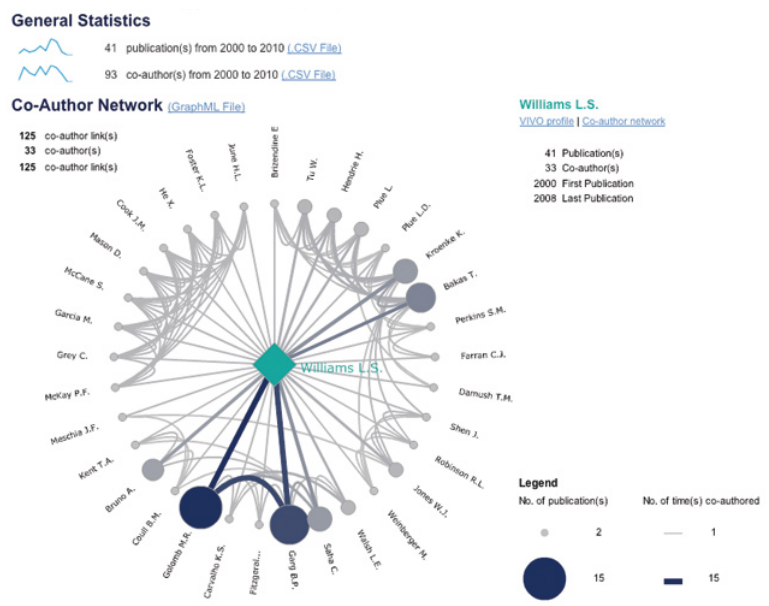 General Statistics
41 publication(s) from 2000 to 2010 (.CSV File)
93 co-author(s) from 2000 to 2010 (.CSV File)
Co-Author Network (GraphML File)
125 co-author link(s)
33 co-author(s)
125 co-author link(s)
Williams L.S.
VIVO profile | Co-author network
41 Publication(s)
33 Co-author(s)
2000 First Publication
2008 Last Publication
Brizendine E
Tu W.
Hendrie H.
Plue L.
Plue L.D.
Kroenke K.
Bakas T.
Perkins S.M.
Farran C.J.
Damush T.M.
Shen J.
Robinson R.L.
Jones W.J.
Weinberger M.
Walsh L.E.
Saha C.
Garg B.P.
Fitzgeral...
Carvalho K.S.
Golomb M.R.
Coull B.M.
Bruno A.
Kent T.A.
Meschia J.F.
McKay P.F.
Grey C.
Garcia M.
McCane S.
Mason D.
Cook J.M.
He K.
Foster K.L.
June H.L.
Williams L.S.
Legend
No. of publication(s) No. of time(s) co-authored
2 1
15 15